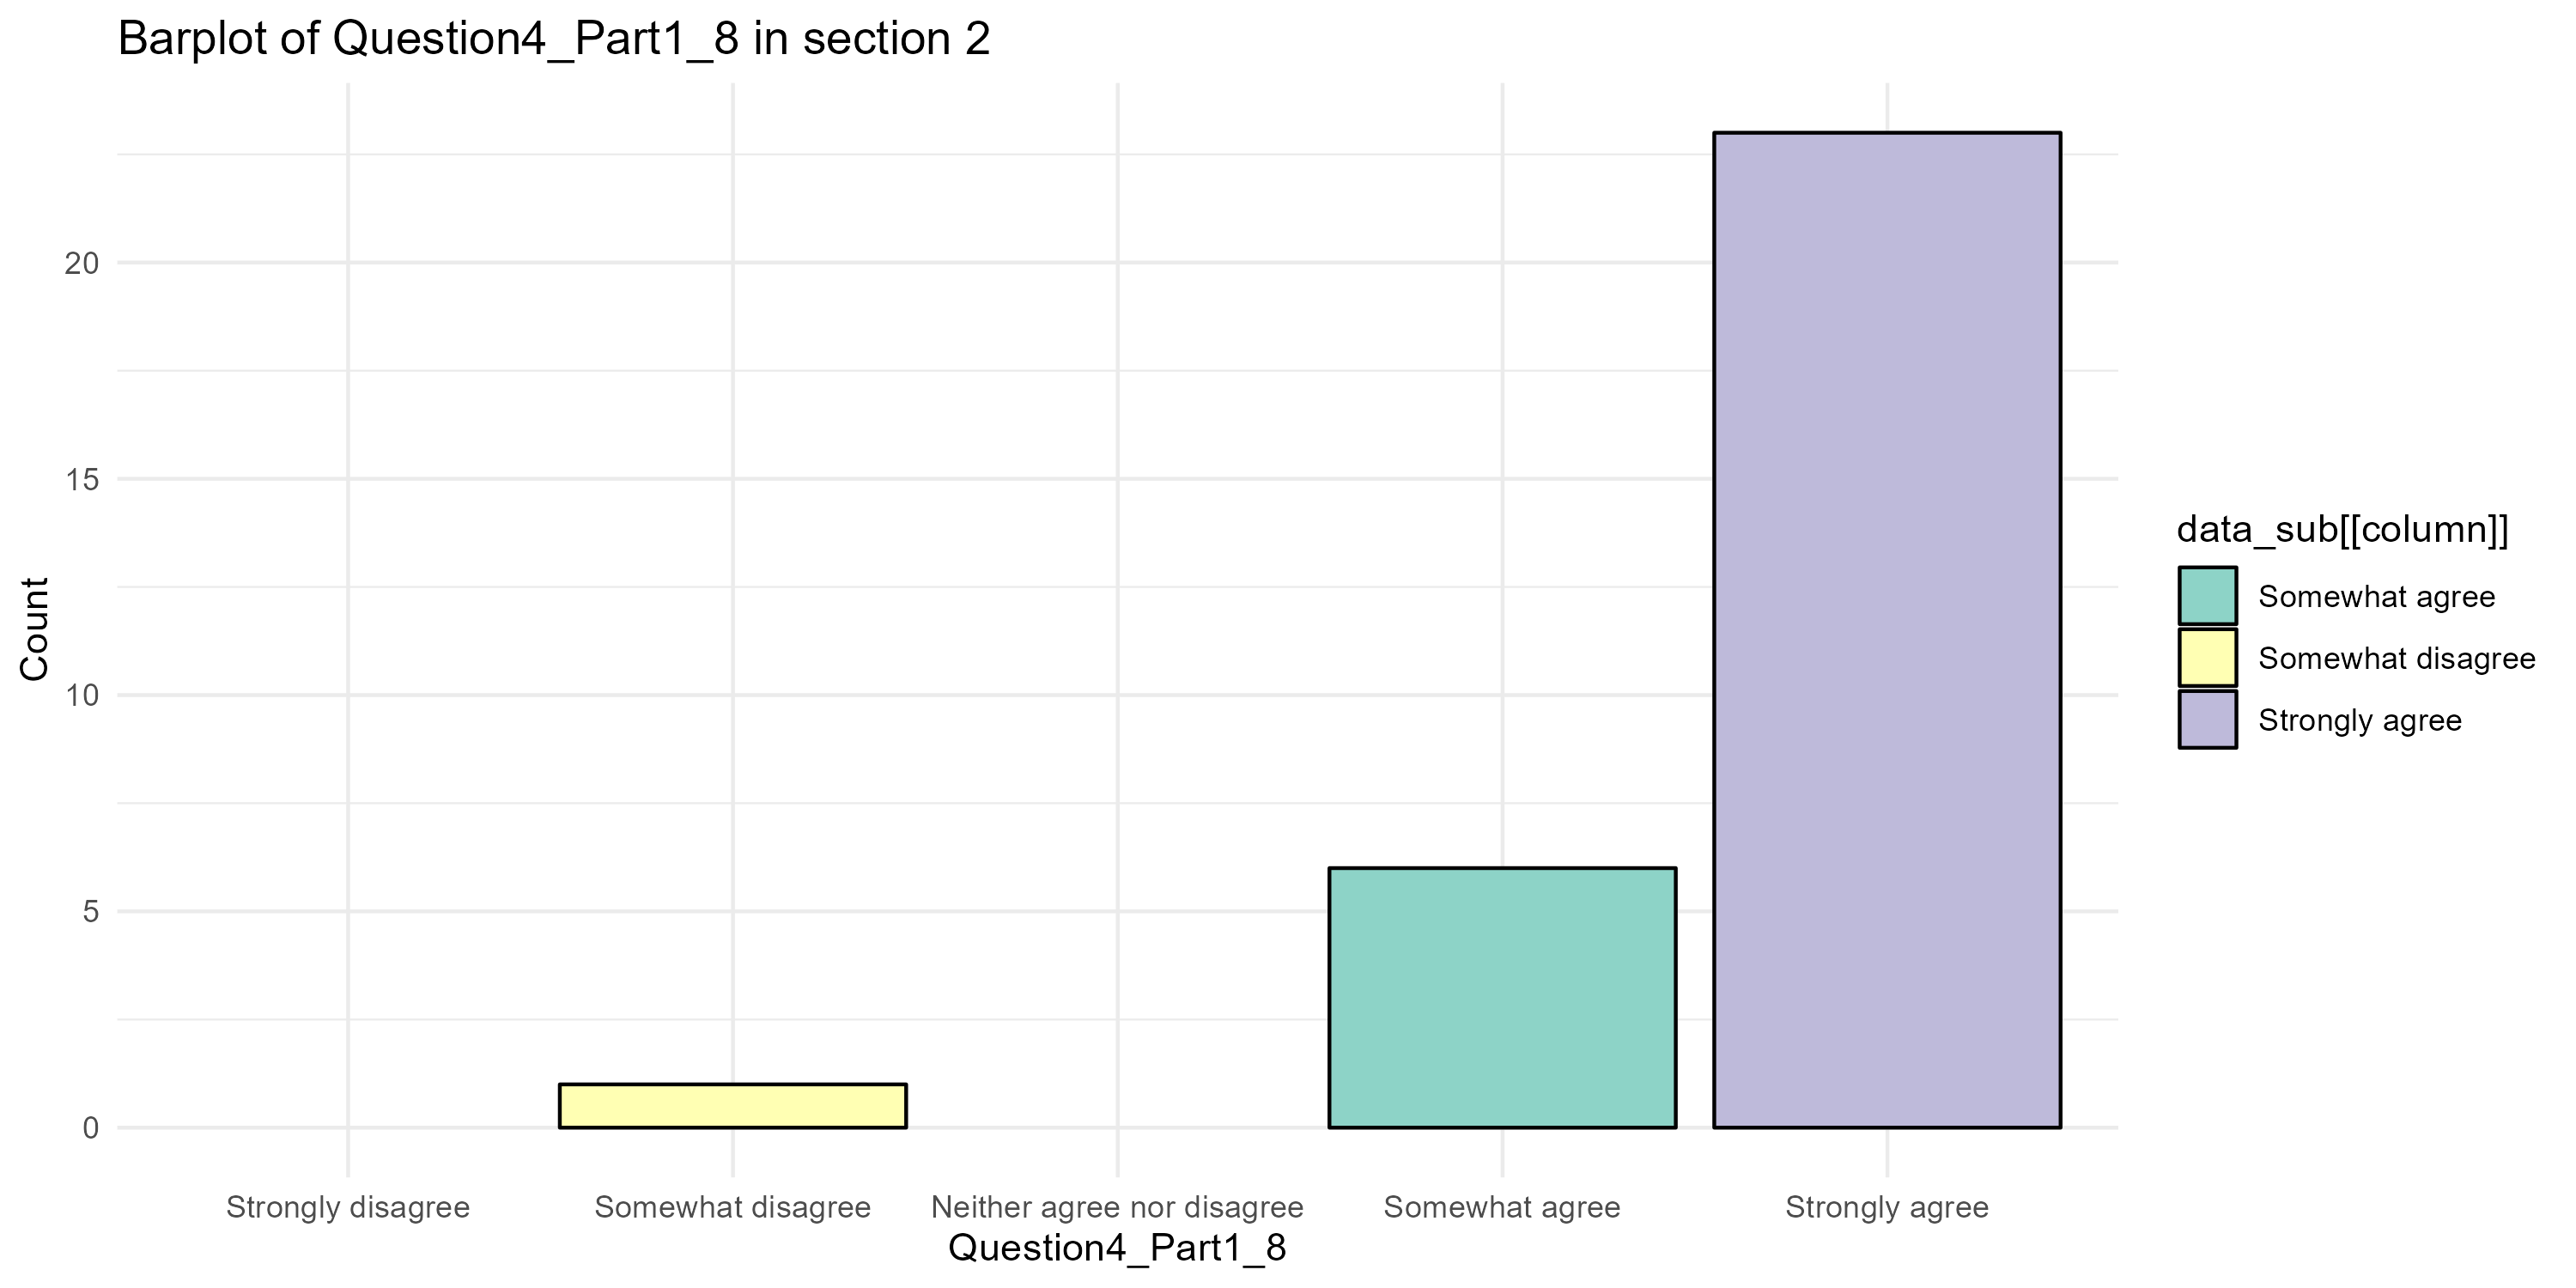 Barplot of Question4_Part1_8 in section 2
Count
20
15
10
5
0
Strongly disagree
Somewhat disagree
Neither agree nor disagree
Somewhat agree
Strongly agree
Question4_Part1_8
data_sub[[column]]
Somewhat agree
Somewhat disagree
Strongly agree